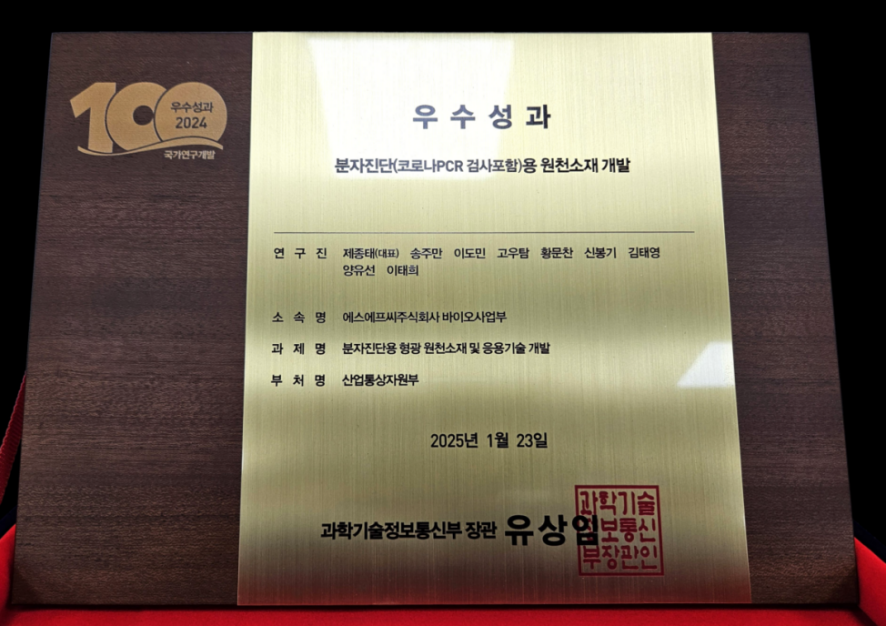 100
우수성과
2024
국가연구개발
우수성과
분자진단(코로나PCR 검사포함)용 원천소재 개발
연 구 진 제종태(대표) 송주만 이도민 고우탐 황문찬 신봉기 김태영
양유선 이태희
소 속 명 에스에프씨주식회사 바이오사업부
과 제 명 분자진단용 형광 원천소재 및 응용기술 개발
부 처 명 산업통상자원부
2025년 1월 23일
과학기술정보통신부 장관 유상임
과학기술
정보통신
부장관인